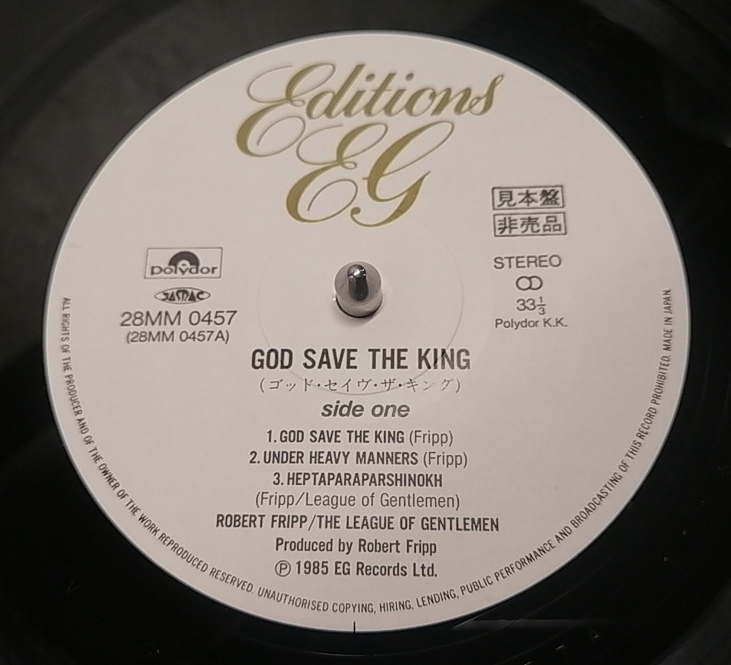 Editions
EG
見本盤
非売品
polydor
JASRAC
STEREO
33⅓
Polydor K.K.
28MM 0457
(28MM 0457A)
GOD SAVE THE KING
(ゴッド・セイヴ・ザ・キング)
side one
1. GOD SAVE THE KING (Fripp)
2. UNDER HEAVY MANNERS (Fripp)
3. HEPTAPARAPARSHINOKH
(Fripp/League of Gentlemen)
ROBERT FRIPP/THE LEAGUE OF GENTLEMEN
Produced by Robert Fripp
Ⓟ 1985 EG Records Ltd.
ALL RIGHTS OF THE PRODUCER AND OF THE OWNER OF THE WORK REPRODUCED RESERVED. UNAUTHORISED COPYING, HIRING, LENDING, PUBLIC PERFORMANCE AND BROADCASTING OF THIS RECORD PROHIBITED. MADE IN JAPAN.